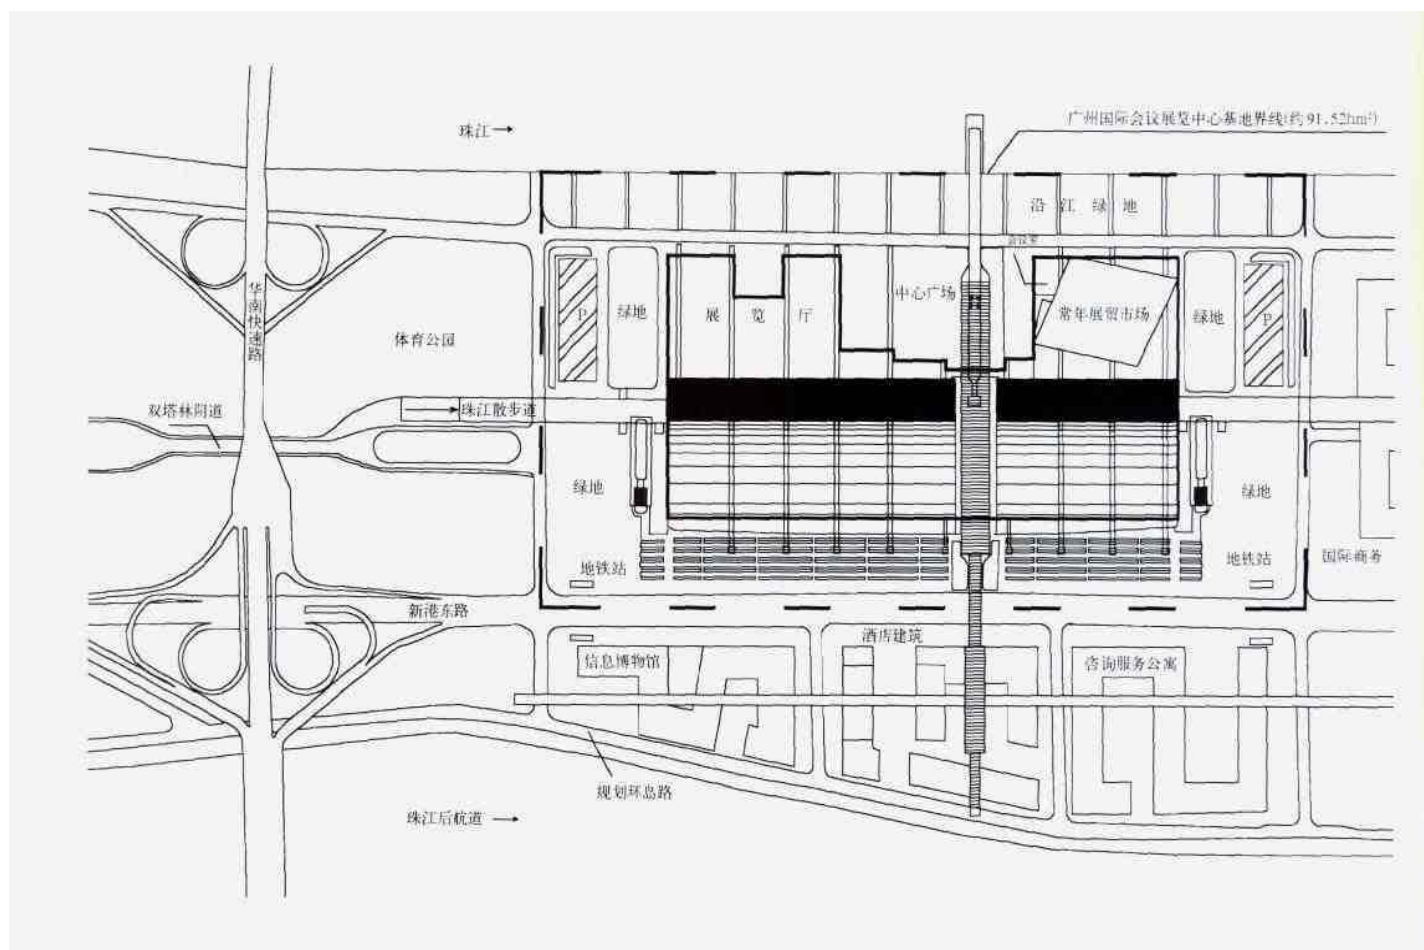 珠江
广州国际会议展览中心基地界线(约91.52hm²)
沿江绿地
会议室
华南快速路
体育公园
P
绿地
展览厅
中心广场
常年展贸市场
绿地
P
双塔林阴道
珠江散步道
绿地
绿地
地铁站
地铁站
国际商务
新港东路
酒店建筑
信息博物馆
咨询服务公寓
规划环岛路
珠江后航道